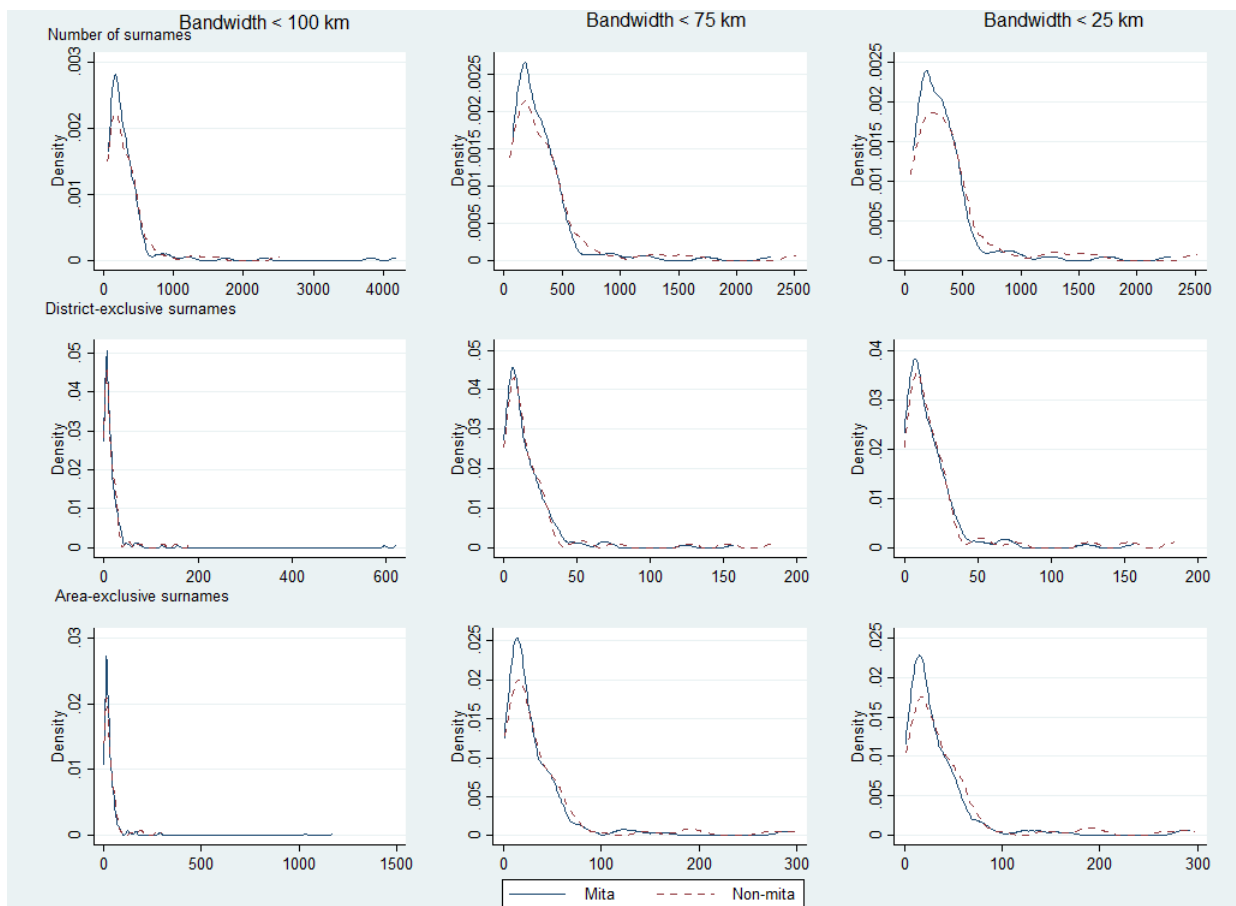 Bandwidth < 100 km
Bandwidth < 75 km
Bandwidth < 25 km
Number of surnames
Density
0 .001 .002 .003
0 1000 2000 3000 4000
Density
0 .0005 .001 .0015 .002 .0025
0 500 1000 1500 2000 2500
Density
0 .0005 .001 .0015 .002 .0025
0 500 1000 1500 2000 2500
District-exclusive surnames
Density
0 .01 .02 .03 .04 .05
0 200 400 600
Density
0 .01 .02 .03 .04 .05
0 50 100 150 200
Density
0 .01 .02 .03 .04
0 50 100 150 200
Area-exclusive surnames
Density
0 .01 .02 .03
0 500 1000 1500
Density
0 .005 .01 .015 .02 .025
0 100 200 300
Density
0 .005 .01 .015 .02 .025
0 100 200 300
Mita Non-mita